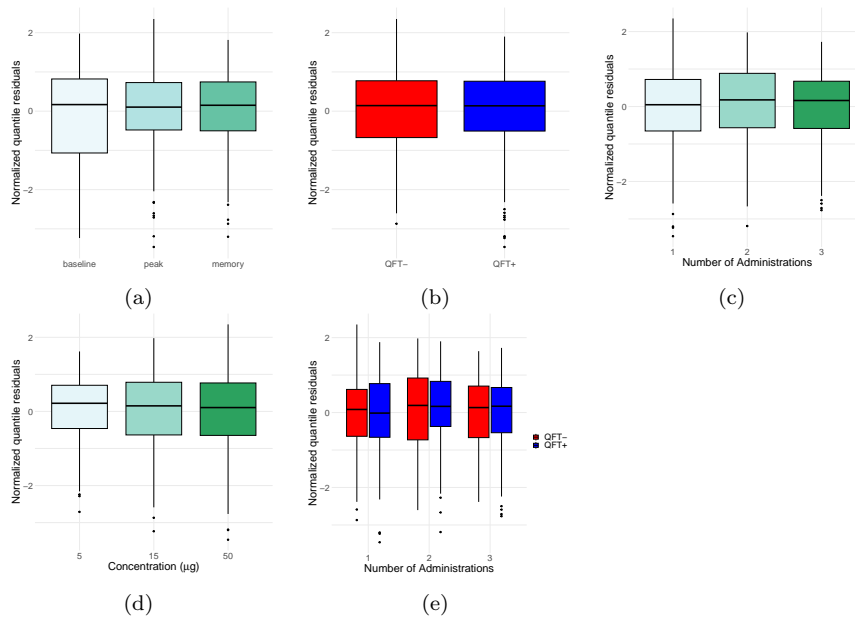 Normalized quantile residuals
2
0
−2
baseline peak memory
(a)
Normalized quantile residuals
2
0
−2
QFT− QFT+
(b)
Normalized quantile residuals
2
0
−2
1 2 3
Number of Administrations
(c)
Normalized quantile residuals
2
0
−2
5 15 50
Concentration (μg)
(d)
Normalized quantile residuals
2
0
−2
1 2 3
Number of Administrations
QFT−
QFT+
(e)